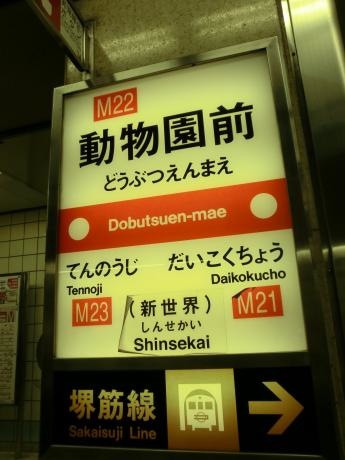 M22
動物園前
どうぶつえんまえ
Dobutsuen-mae
てんのうじ だいこくちょう
Tennoji Daikokucho
M23 M21
(新世界)
しんせかい
Shinsekai
堺筋線
Sakaisuji Line